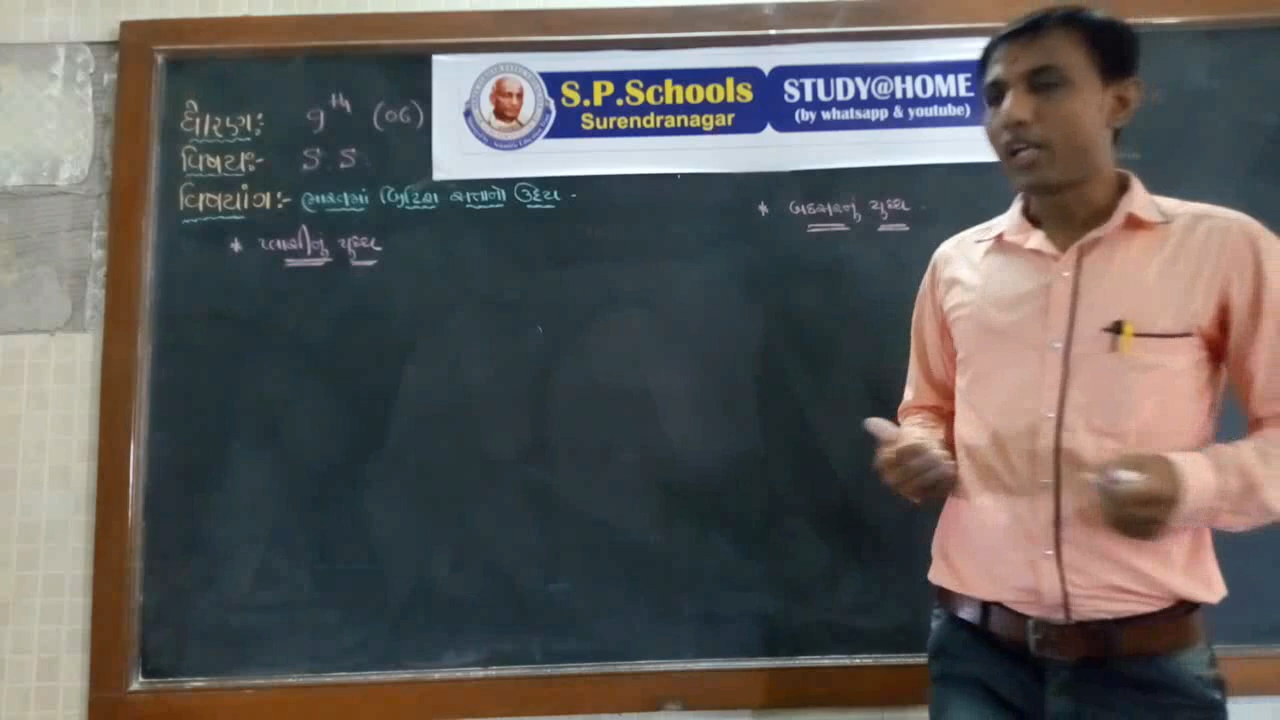 S.P.Schools
Surendranagar
STUDY@HOME
(by whatsapp & youtube)
ધોરણઃ- 9th (06)
વિષયઃ- S.S.
વિષયાંગઃ- ભારતમાં બ્રિટિશ સત્તાનો ઉદય -
* પ્લાસીનું યુદ્ધ
* બક્સરનું યુદ્ધ -